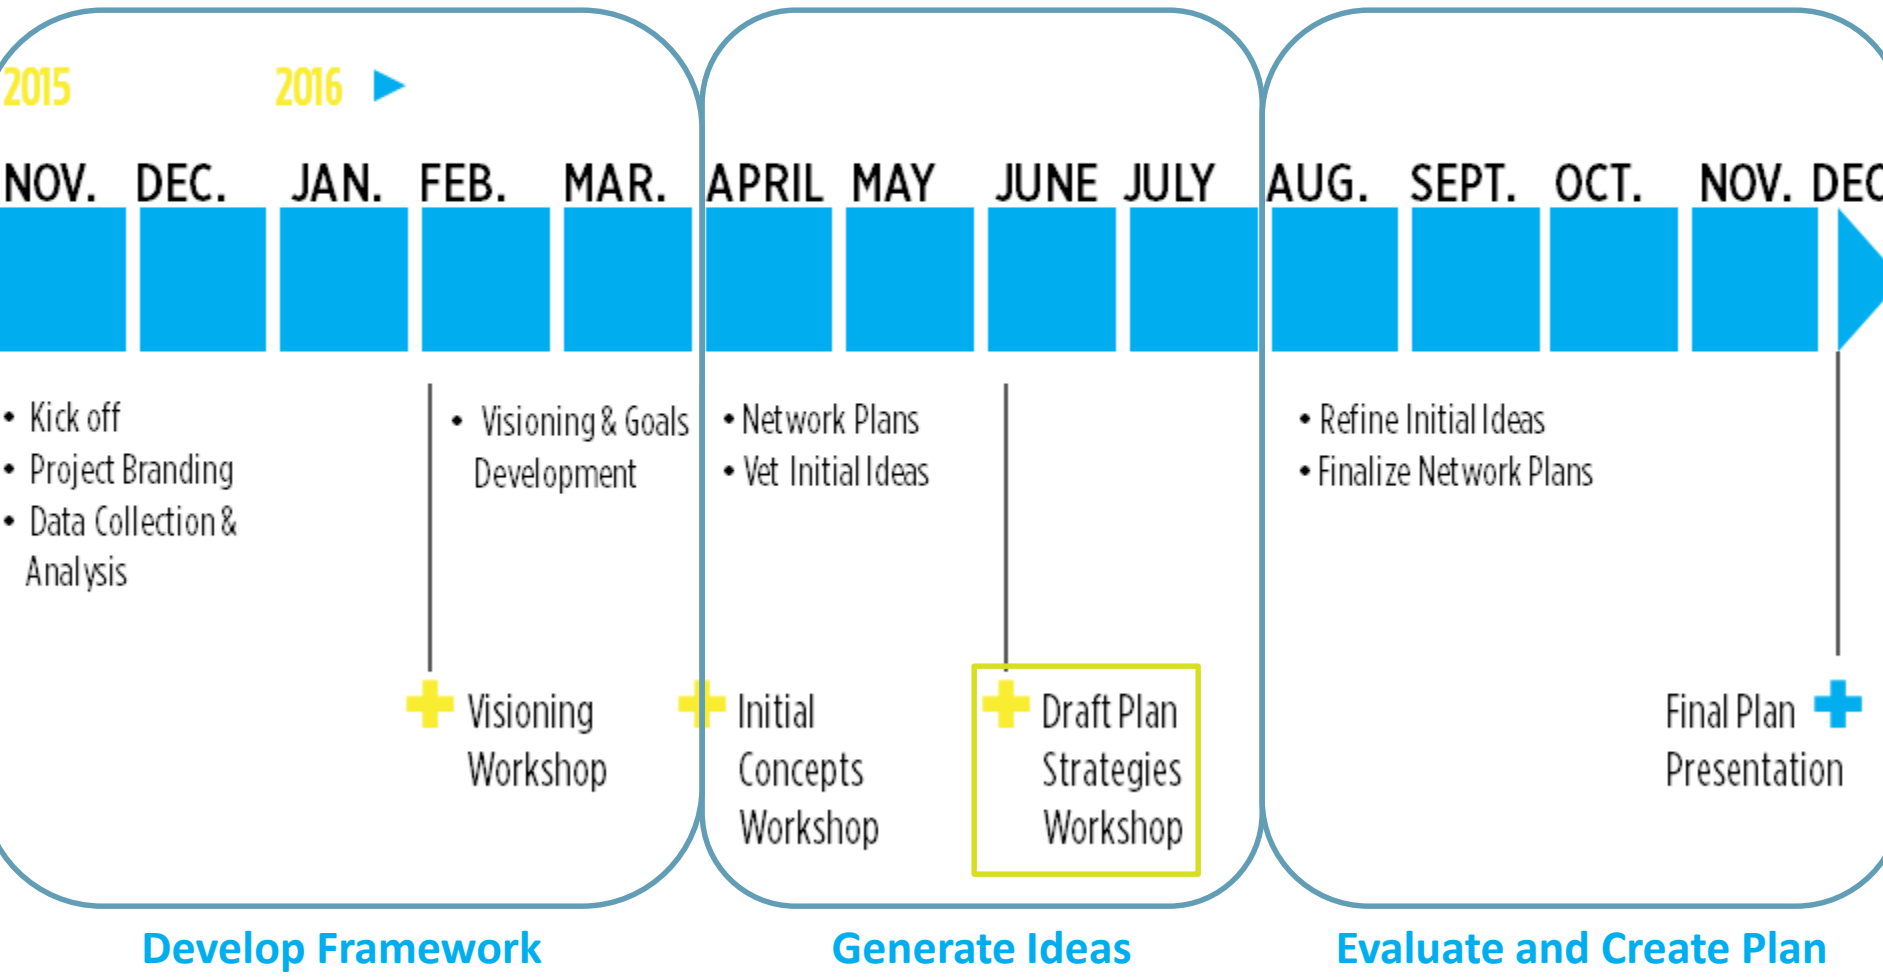 2015 2016
NOV. DEC. JAN. FEB. MAR. APRIL MAY JUNE JULY AUG. SEPT. OCT. NOV. DEC
• Kick off
• Project Branding
• Data Collection &
Analysis
• Visioning & Goals
Development
• Network Plans
• Vet Initial Ideas
• Refine Initial Ideas
• Finalize Network Plans
Visioning
Workshop
Initial
Concepts
Workshop
Draft Plan
Strategies
Workshop
Final Plan
Presentation
Develop Framework
Generate Ideas
Evaluate and Create Plan